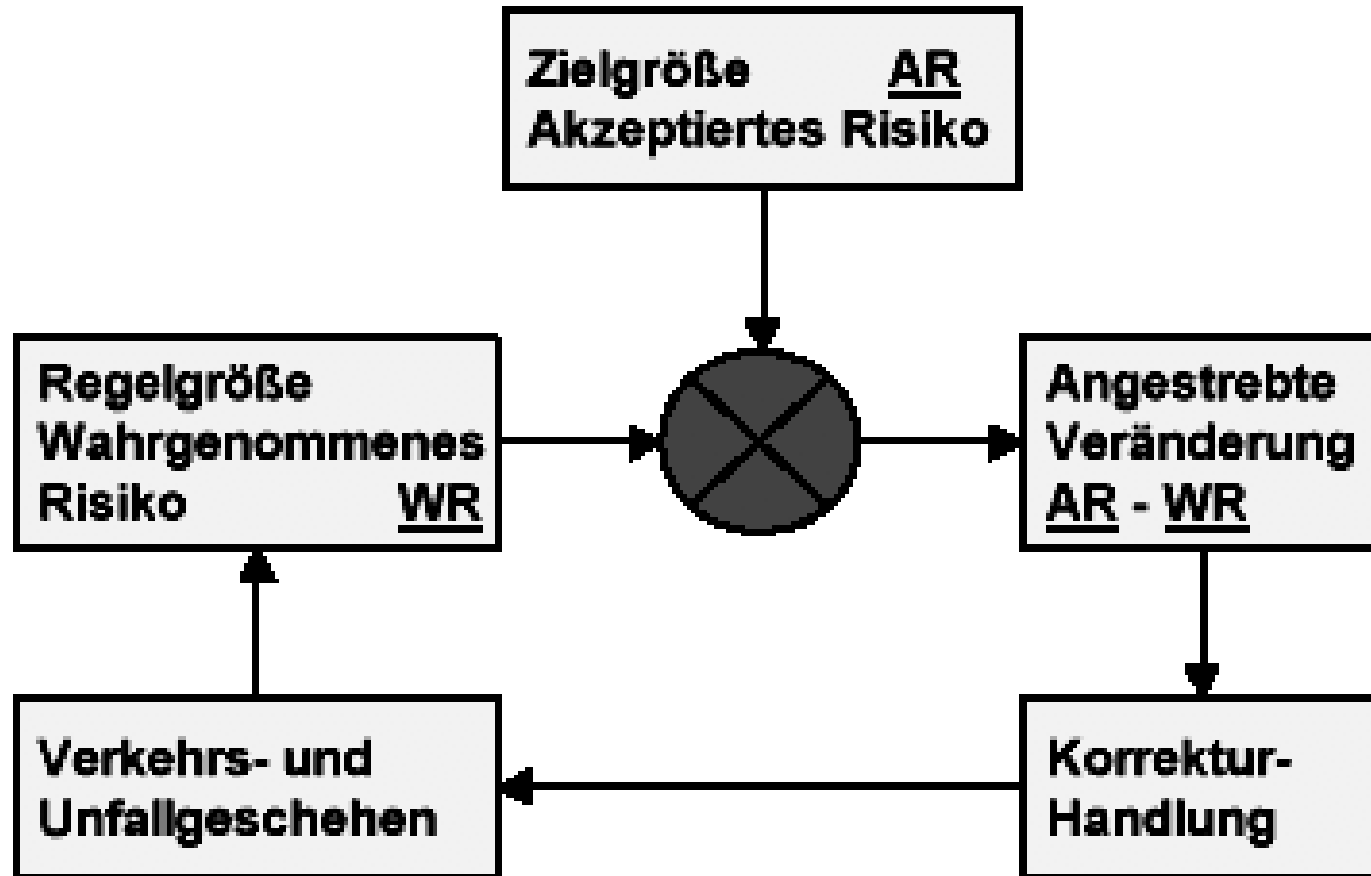 Zielgröße AR
Akzeptiertes Risiko
Regelgröße
Wahrgenommenes
Risiko WR
Angestrebte
Veränderung
AR - WR
Verkehrs- und
Unfallgeschehen
Korrektur-
Handlung